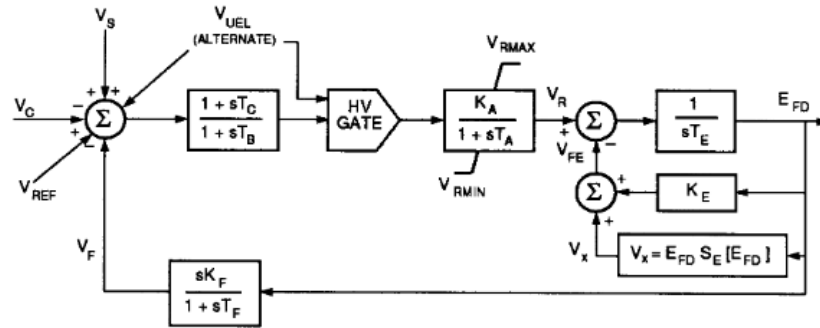 V_S
V_UEL
(ALTERNATE)
V_RMAX
V_C
Σ
1 + sT_C
1 + sT_B
HV
GATE
K_A
1 + sT_A
V_R
Σ
1
sT_E
E_FD
V_REF
V_RMIN
V_FE
Σ
K_E
V_F
V_X
V_X = E_FD S_E [E_FD]
sK_F
1 + sT_F
+
+
−
+
−
+
−
+
+